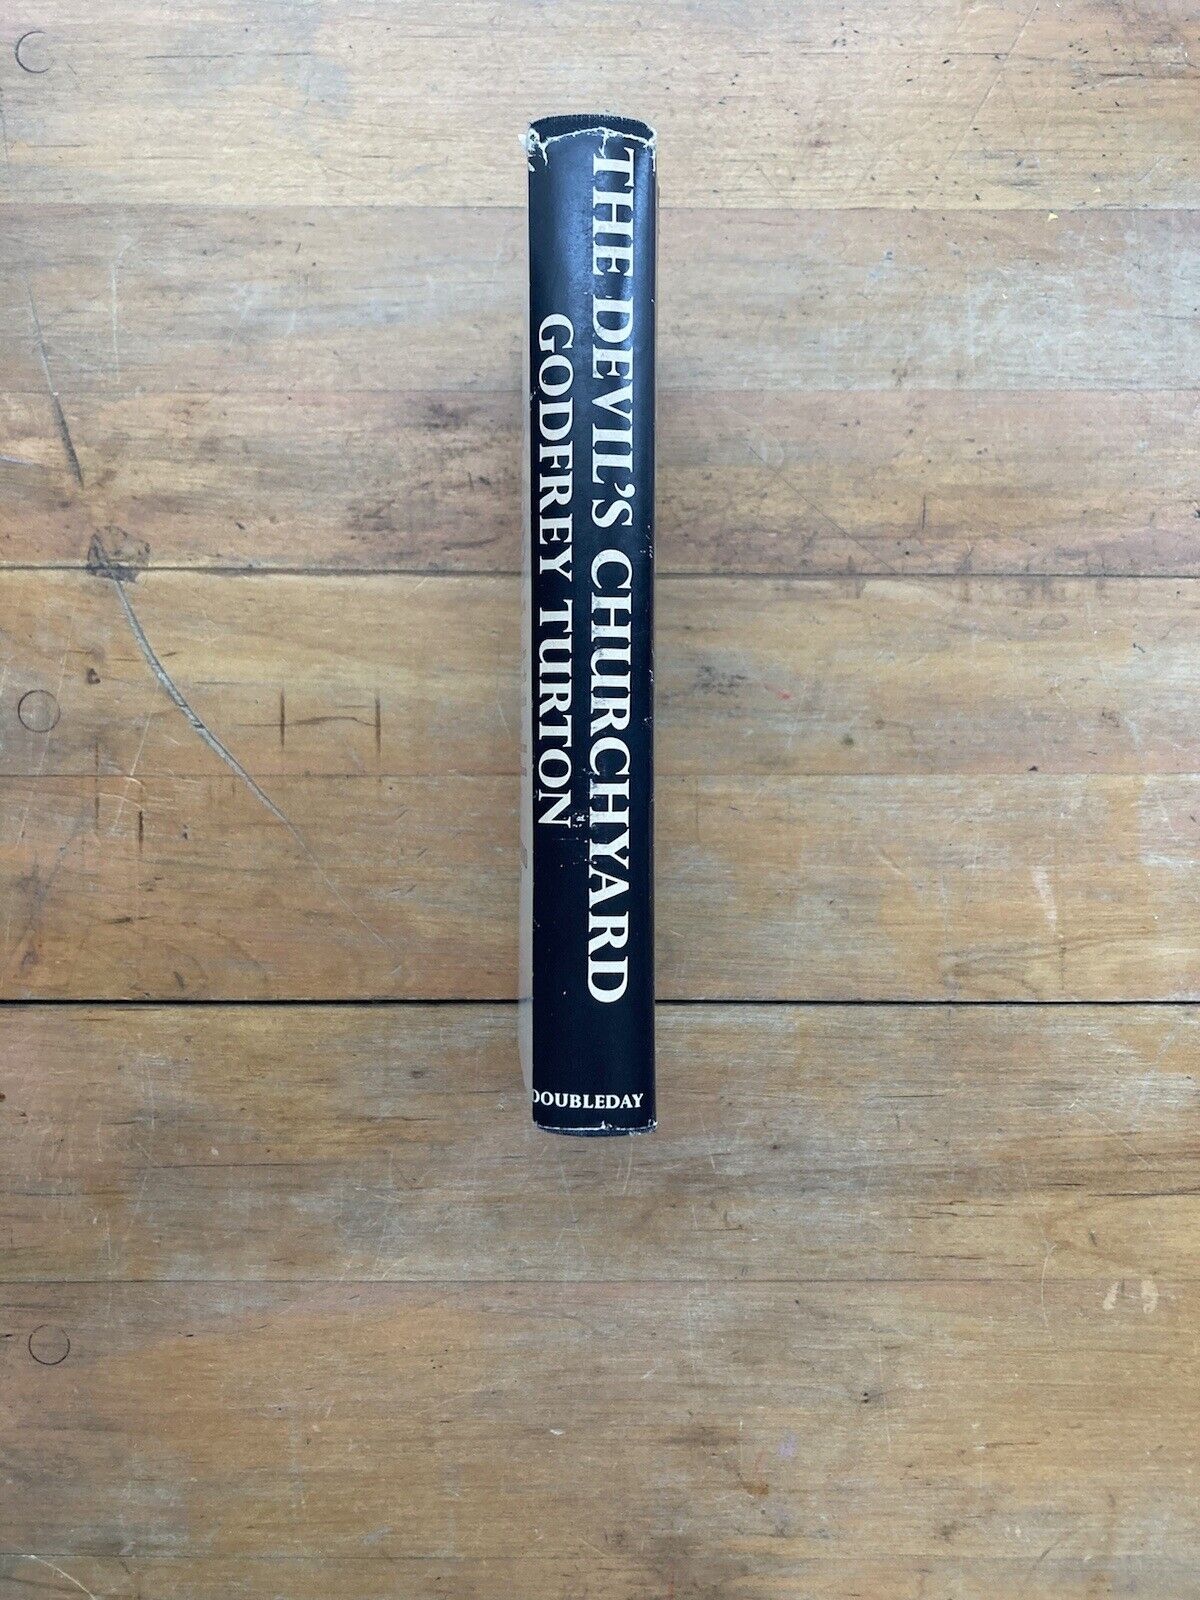 THE DEVIL'S CHURCHYARD
GODFREY TURTON
DOUBLEDAY